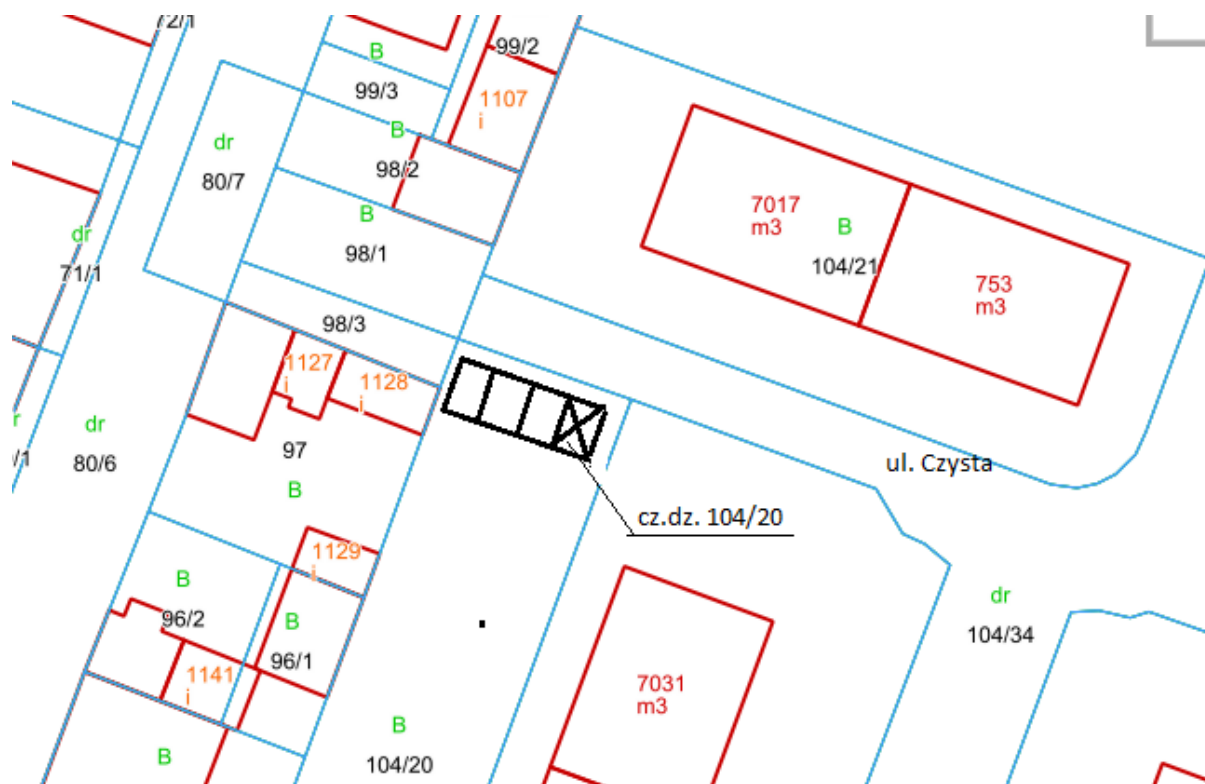 72/1
B
99/2
99/3
1107
i
dr
B
80/7
98/2
B
98/1
7017
m3
B
104/21
753
m3
dr
71/1
98/3
1127
i
1128
i
dr
80/6
/1
97
B
ul. Czysta
cz.dz. 104/20
1129
i
B
96/2
B
96/1
1141
i
dr
104/34
7031
m3
B
104/20
B